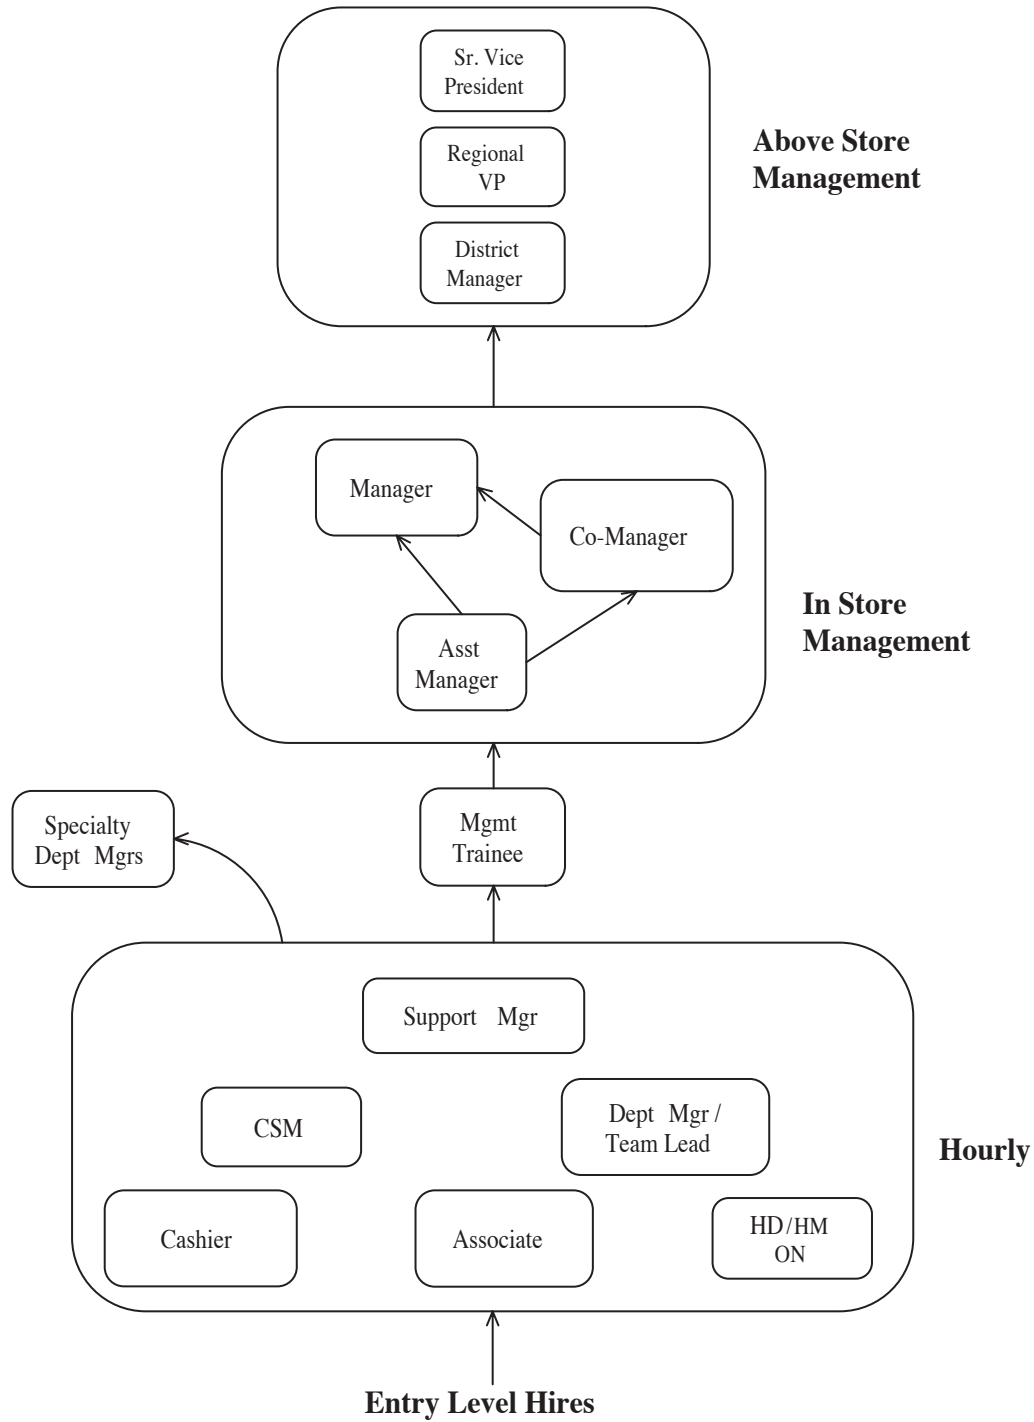 Sr. Vice
President
Regional
VP
District
Manager
Above Store
Management
Manager
Co-Manager
Asst
Manager
In Store
Management
Specialty
Dept Mgrs
Mgmt
Trainee
Support Mgr
CSM
Dept Mgr /
Team Lead
Hourly
Cashier
Associate
HD/HM
ON
Entry Level Hires